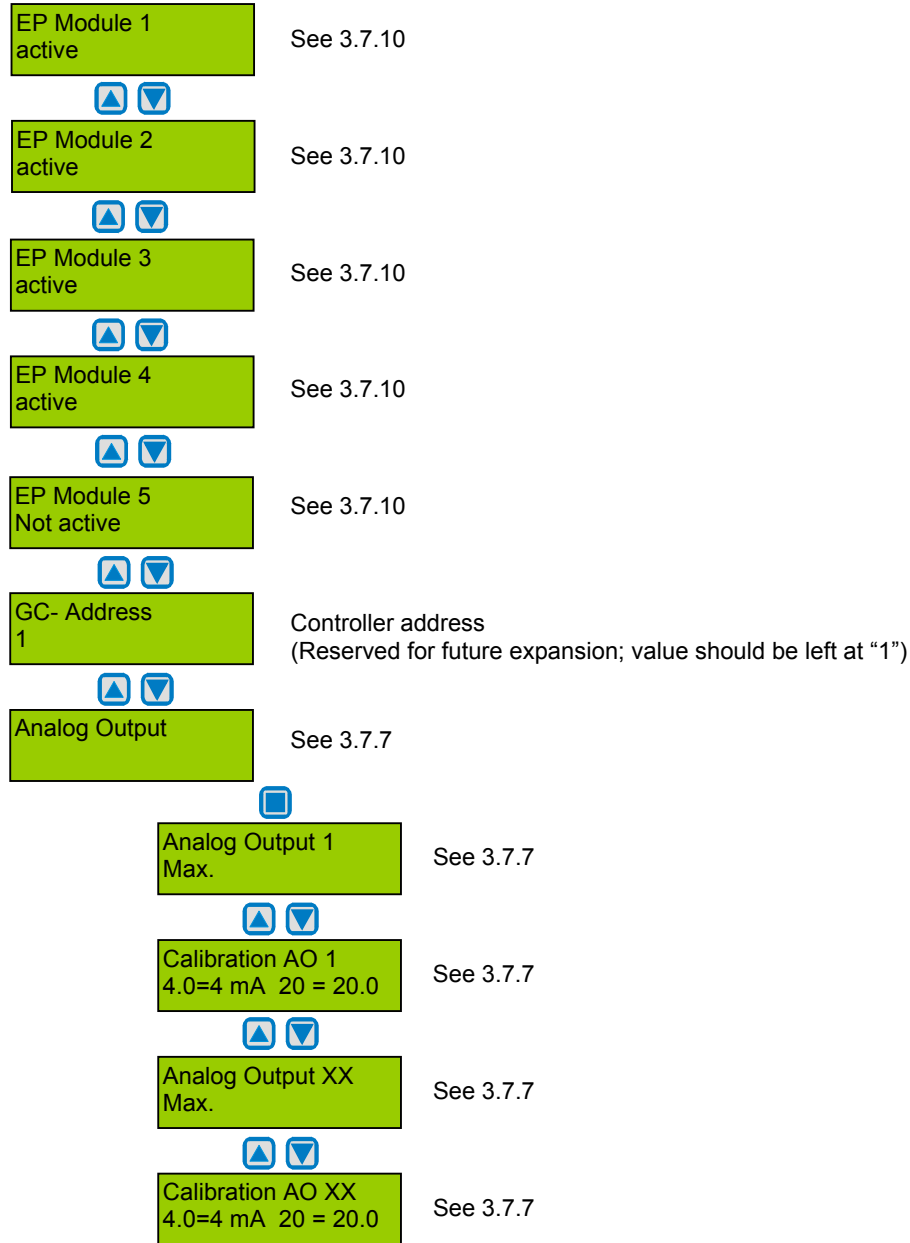 EP Module 1
active
See 3.7.10
EP Module 2
active
See 3.7.10
EP Module 3
active
See 3.7.10
EP Module 4
active
See 3.7.10
EP Module 5
Not active
See 3.7.10
GC- Address
1
Controller address
(Reserved for future expansion; value should be left at “1”)
Analog Output
See 3.7.7
Analog Output 1
Max.
See 3.7.7
Calibration AO 1
4.0=4 mA  20 = 20.0
See 3.7.7
Analog Output XX
Max.
See 3.7.7
Calibration AO XX
4.0=4 mA  20 = 20.0
See 3.7.7